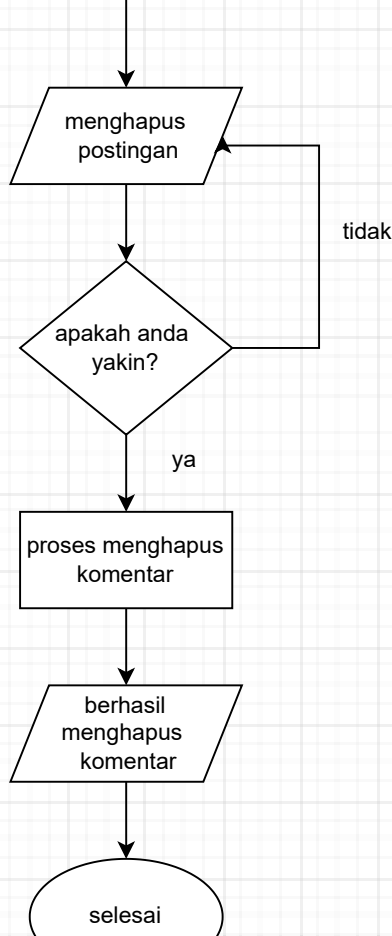 menghapus
postingan
tidak
apakah anda
yakin?
ya
proses menghapus
komentar
berhasil
menghapus
komentar
selesai